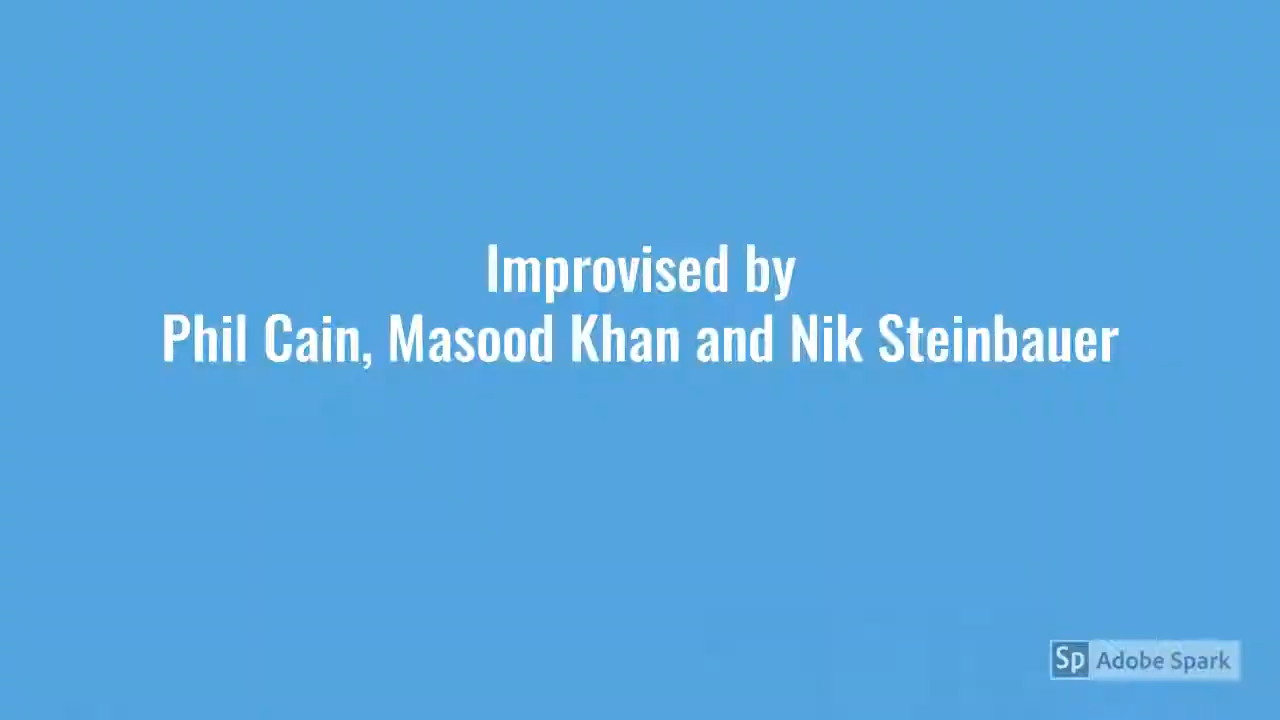 Improvised by
Phil Cain, Masood Khan and Nik Steinbauer
Sp Adobe Spark